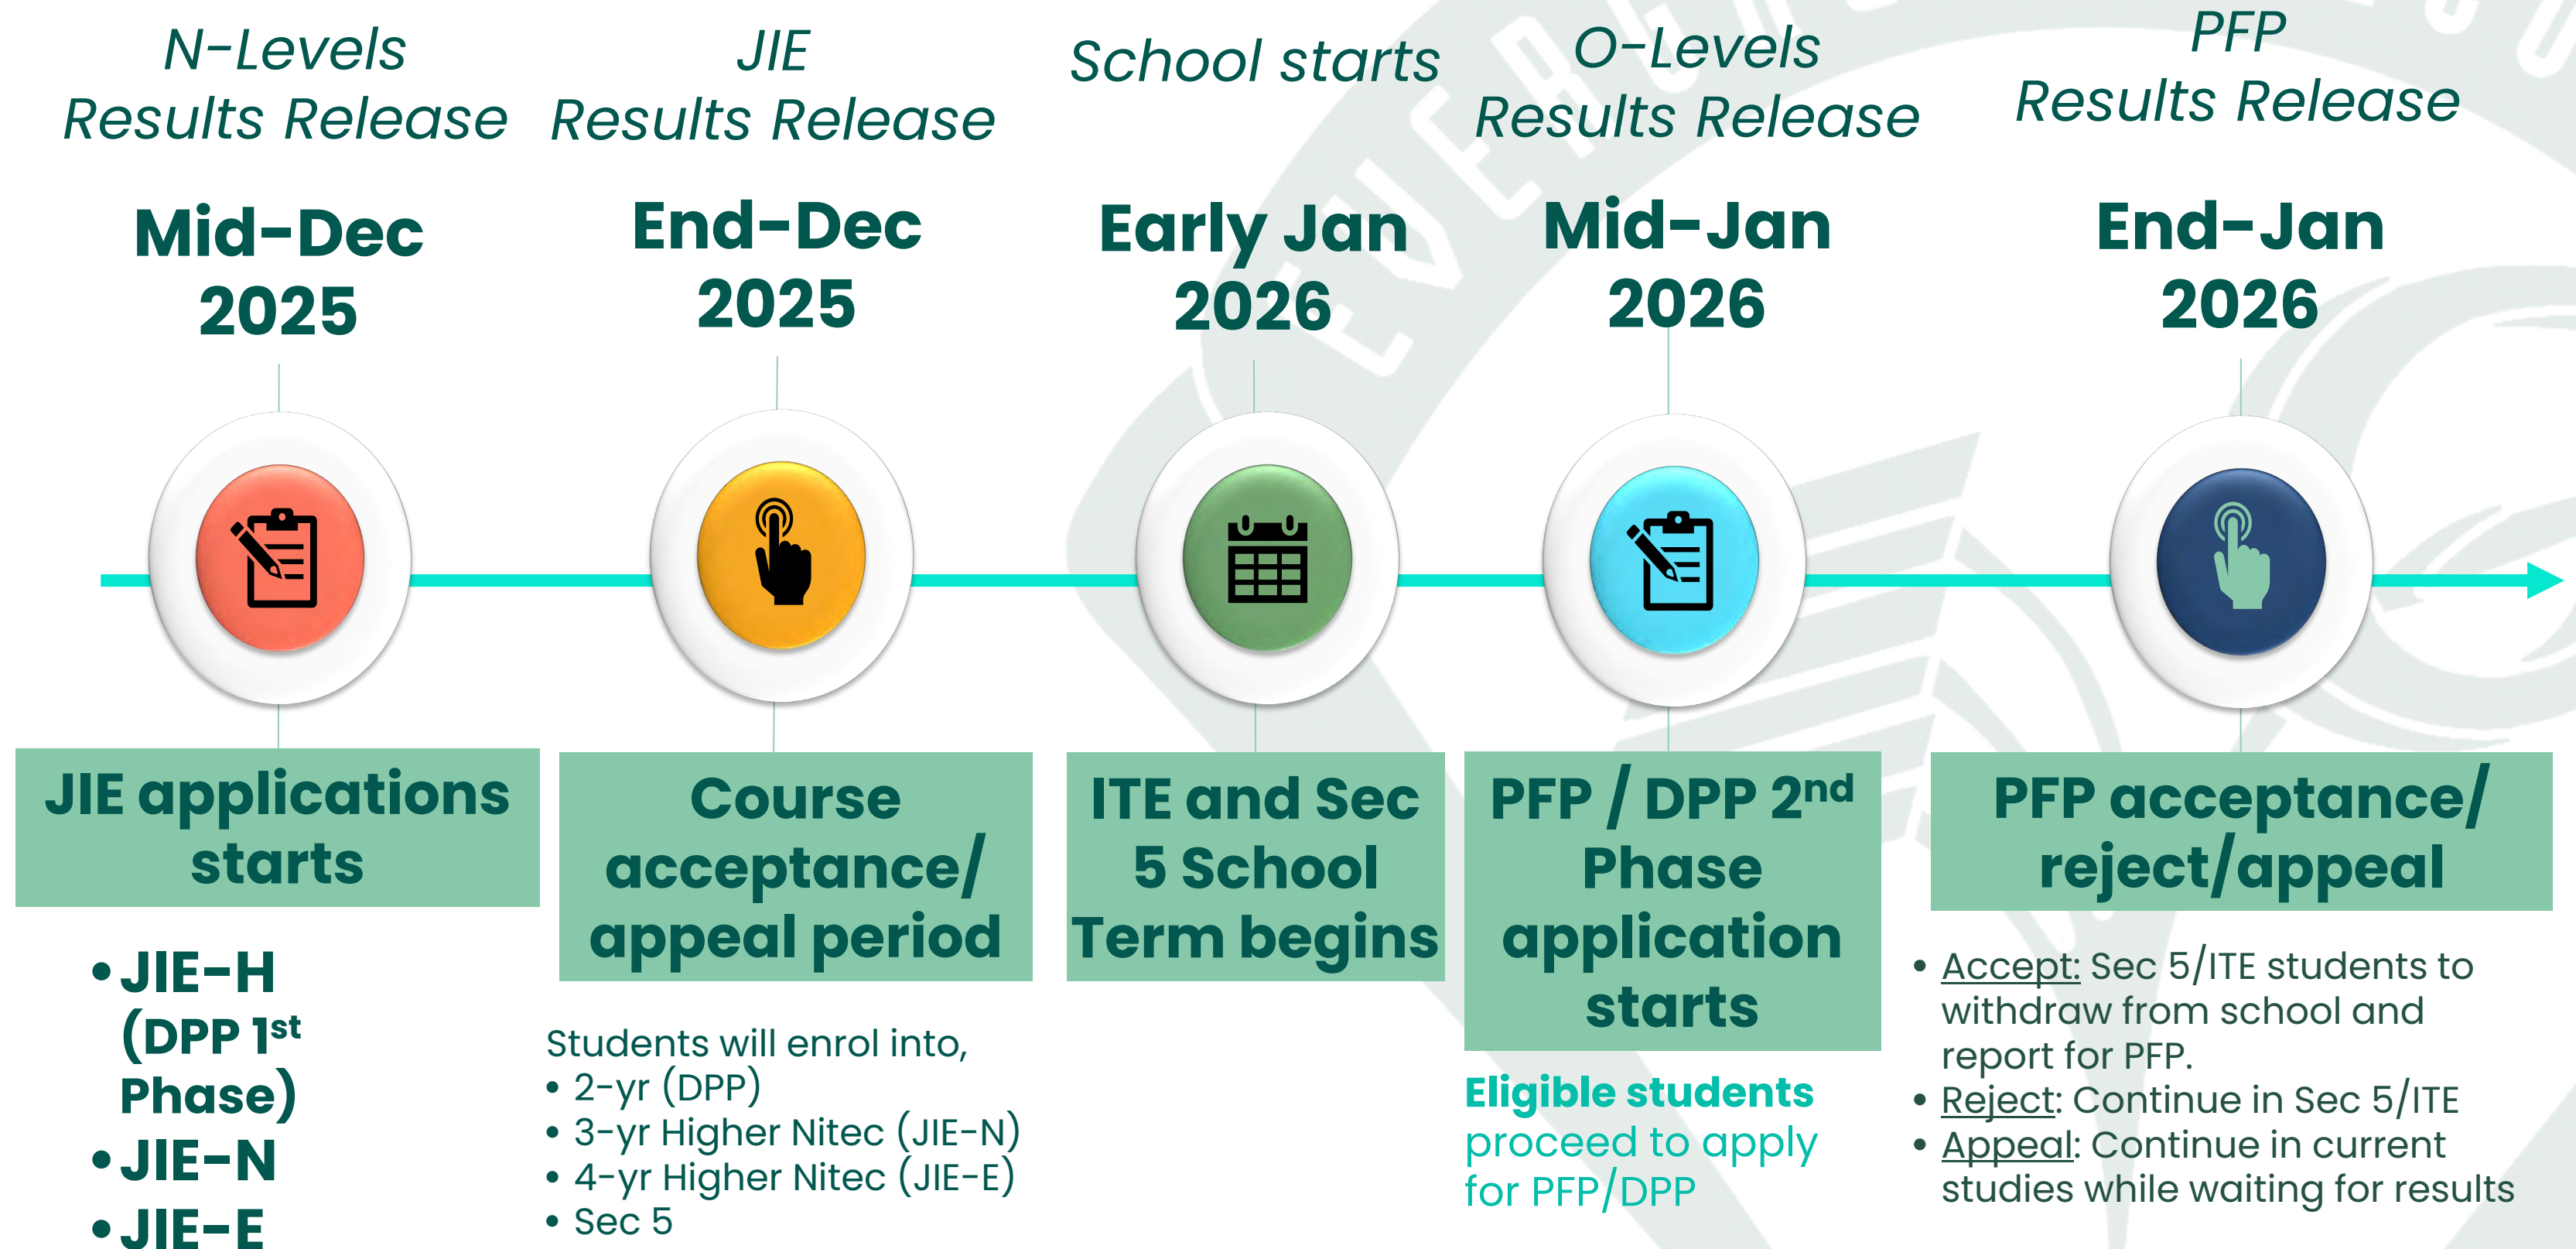 N-Levels
Results Release
Mid-Dec
2025
JIE applications
starts
• JIE-H
(DPP 1st
Phase)
• JIE-N
• JIE-E
JIE
Results Release
End-Dec
2025
Course
acceptance/
appeal period
Students will enrol into,
• 2-yr (DPP)
• 3-yr Higher Nitec (JIE-N)
• 4-yr Higher Nitec (JIE-E)
• Sec 5
School starts
Early Jan
2026
ITE and Sec
5 School
Term begins
O-Levels
Results Release
Mid-Jan
2026
PFP / DPP 2nd
Phase
application
starts
Eligible students
proceed to apply
for PFP/DPP
PFP
Results Release
End-Jan
2026
PFP acceptance/
reject/appeal
• Accept: Sec 5/ITE students to
withdraw from school and
report for PFP.
• Reject: Continue in Sec 5/ITE
• Appeal: Continue in current
studies while waiting for results